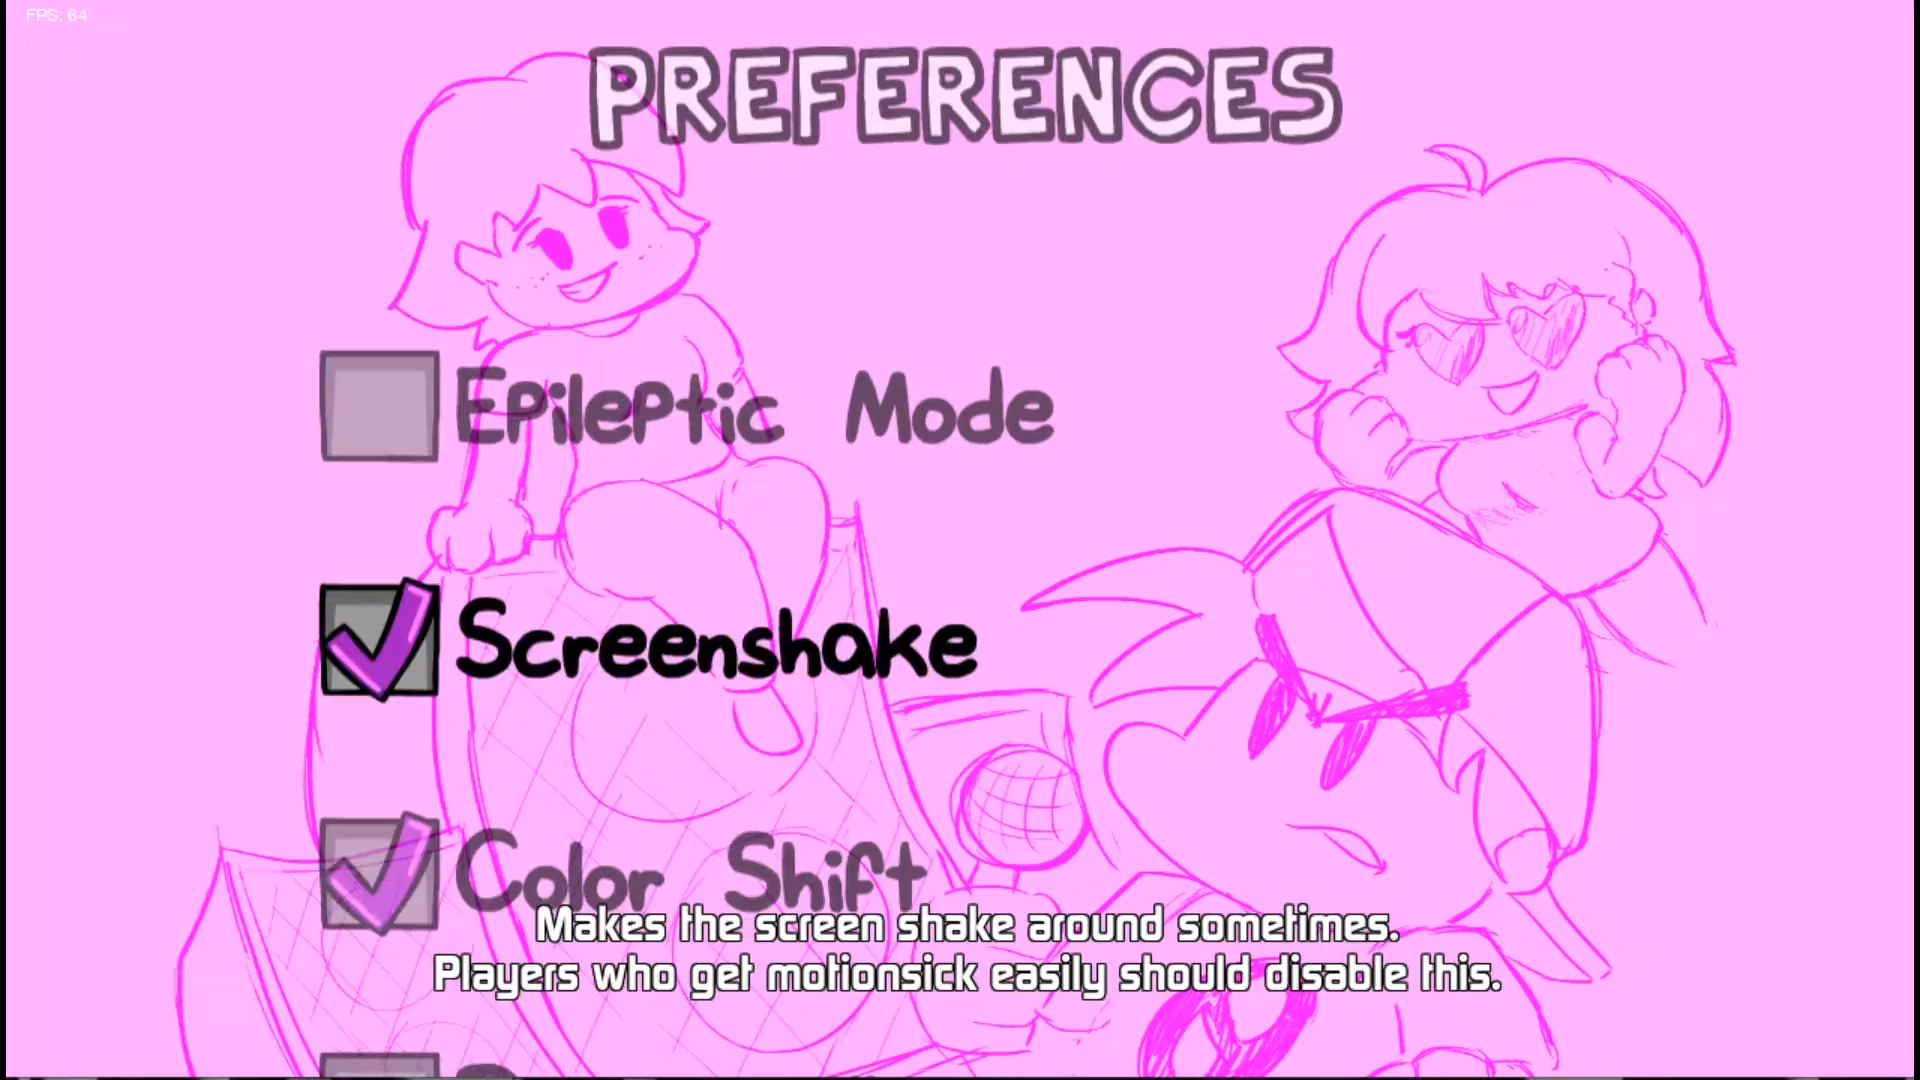 FPS: 64
PREFERENCES
Epileptic Mode
Screenshake
Color Shift
Makes the screen shake around sometimes.
Players who get motionsick easily should disable this.